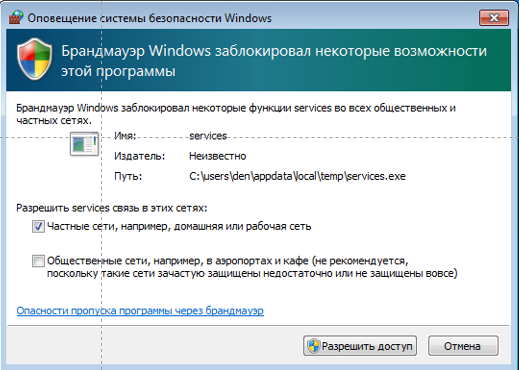 Оповещение системы безопасности Windows
Брандмауэр Windows заблокировал некоторые возможности
этой программы
Брандмауэр Windows заблокировал некоторые функции services во всех общественных и
частных сетях.
Имя: services
Издатель: Неизвестно
Путь: C:\users\den\appdata\local\temp\services.exe
Разрешить services связь в этих сетях:
Частные сети, например, домашняя или рабочая сеть
Общественные сети, например, в аэропортах и кафе (не рекомендуется,
поскольку такие сети зачастую защищены недостаточно или не защищены вовсе)
Опасности пропуска программы через брандмауэр
Разрешить доступ Отмена